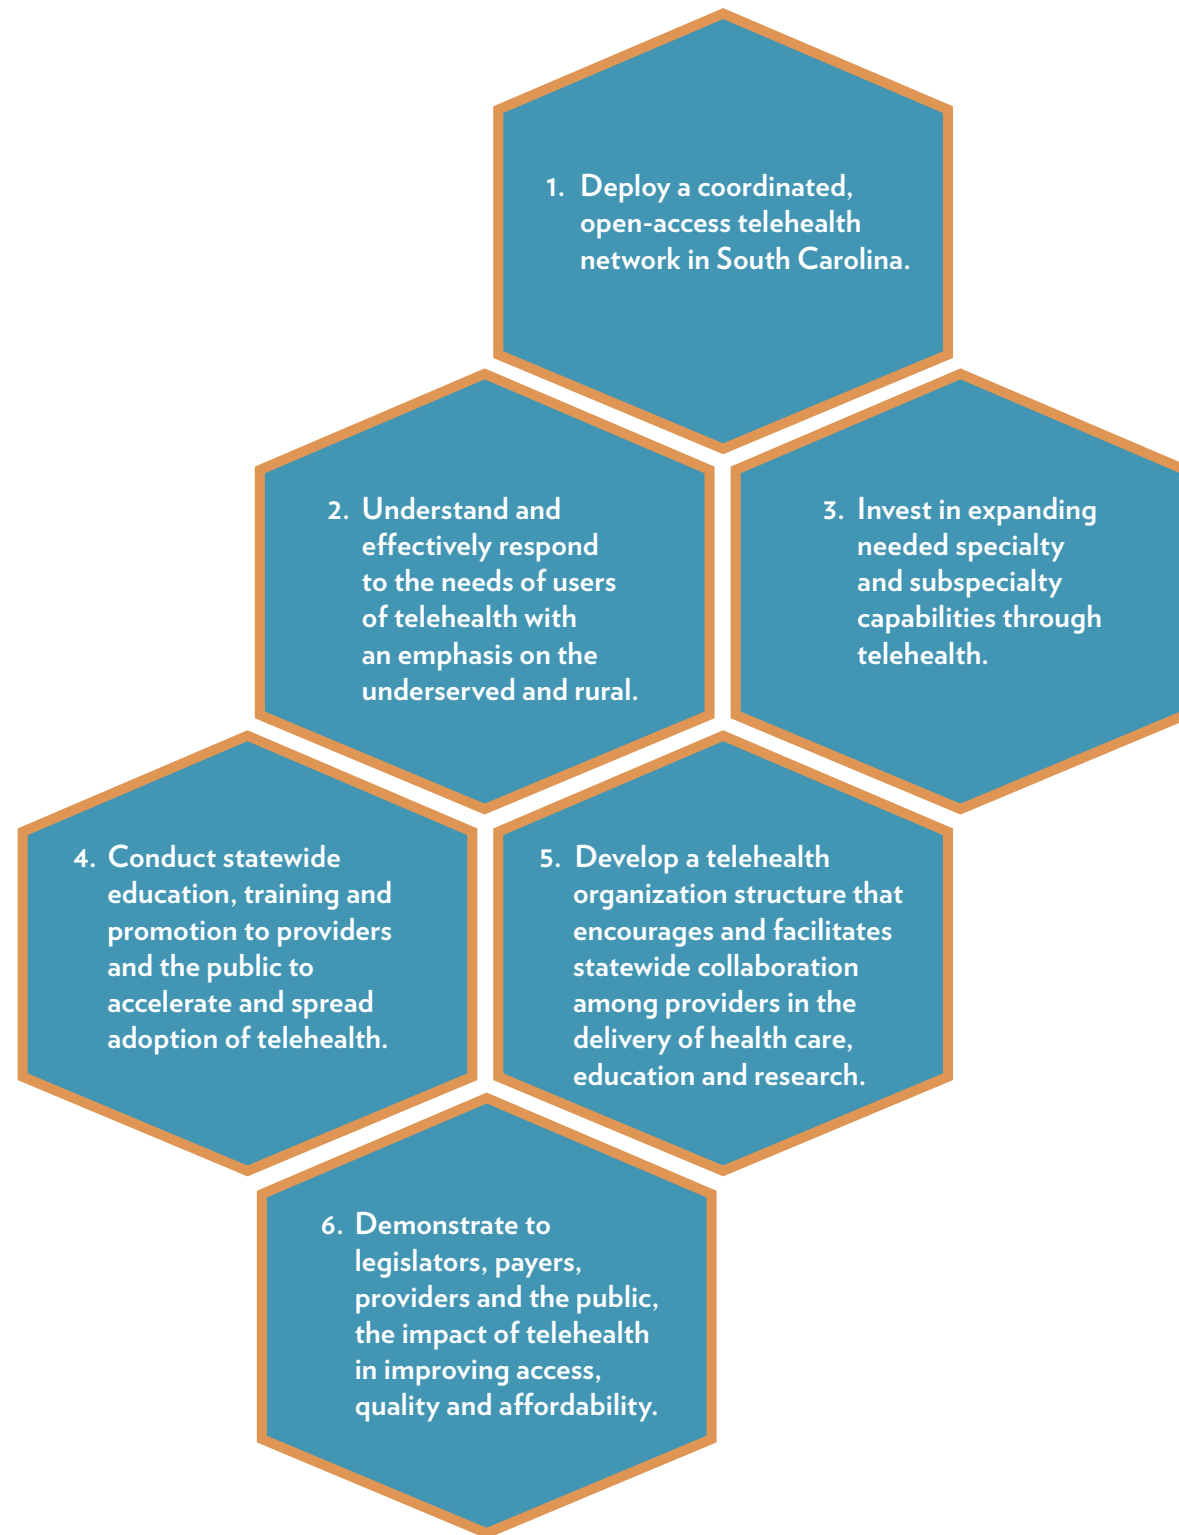 1. Deploy a coordinated,
open-access telehealth
network in South Carolina.
2. Understand and
effectively respond
to the needs of users
of telehealth with
an emphasis on the
underserved and rural.
3. Invest in expanding
needed specialty
and subspecialty
capabilities through
telehealth.
4. Conduct statewide
education, training and
promotion to providers
and the public to
accelerate and spread
adoption of telehealth.
5. Develop a telehealth
organization structure that
encourages and facilitates
statewide collaboration
among providers in the
delivery of health care,
education and research.
6. Demonstrate to
legislators, payers,
providers and the public,
the impact of telehealth
in improving access,
quality and affordability.